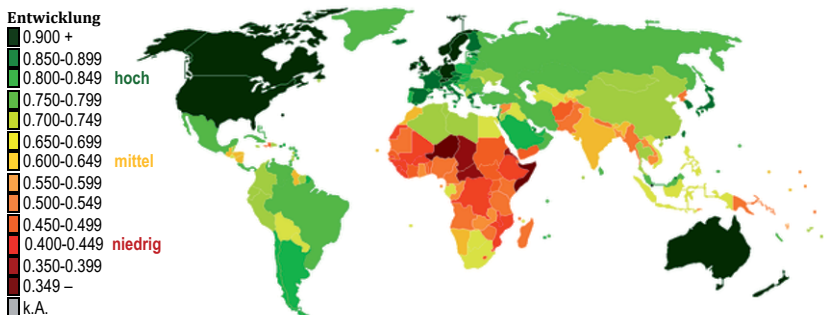 Entwicklung
0.900 +
0.850-0.899
0.800-0.849 hoch
0.750-0.799
0.700-0.749
0.650-0.699
0.600-0.649 mittel
0.550-0.599
0.500-0.549
0.450-0.499
0.400-0.449 niedrig
0.350-0.399
0.349 –
k.A.